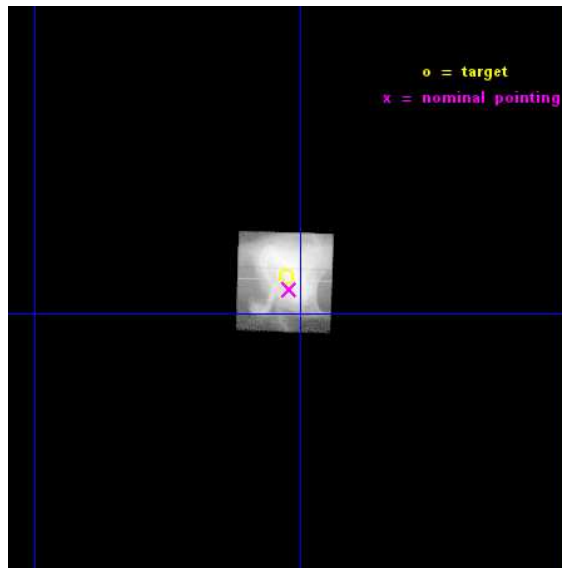 o = target
x = nominal pointing